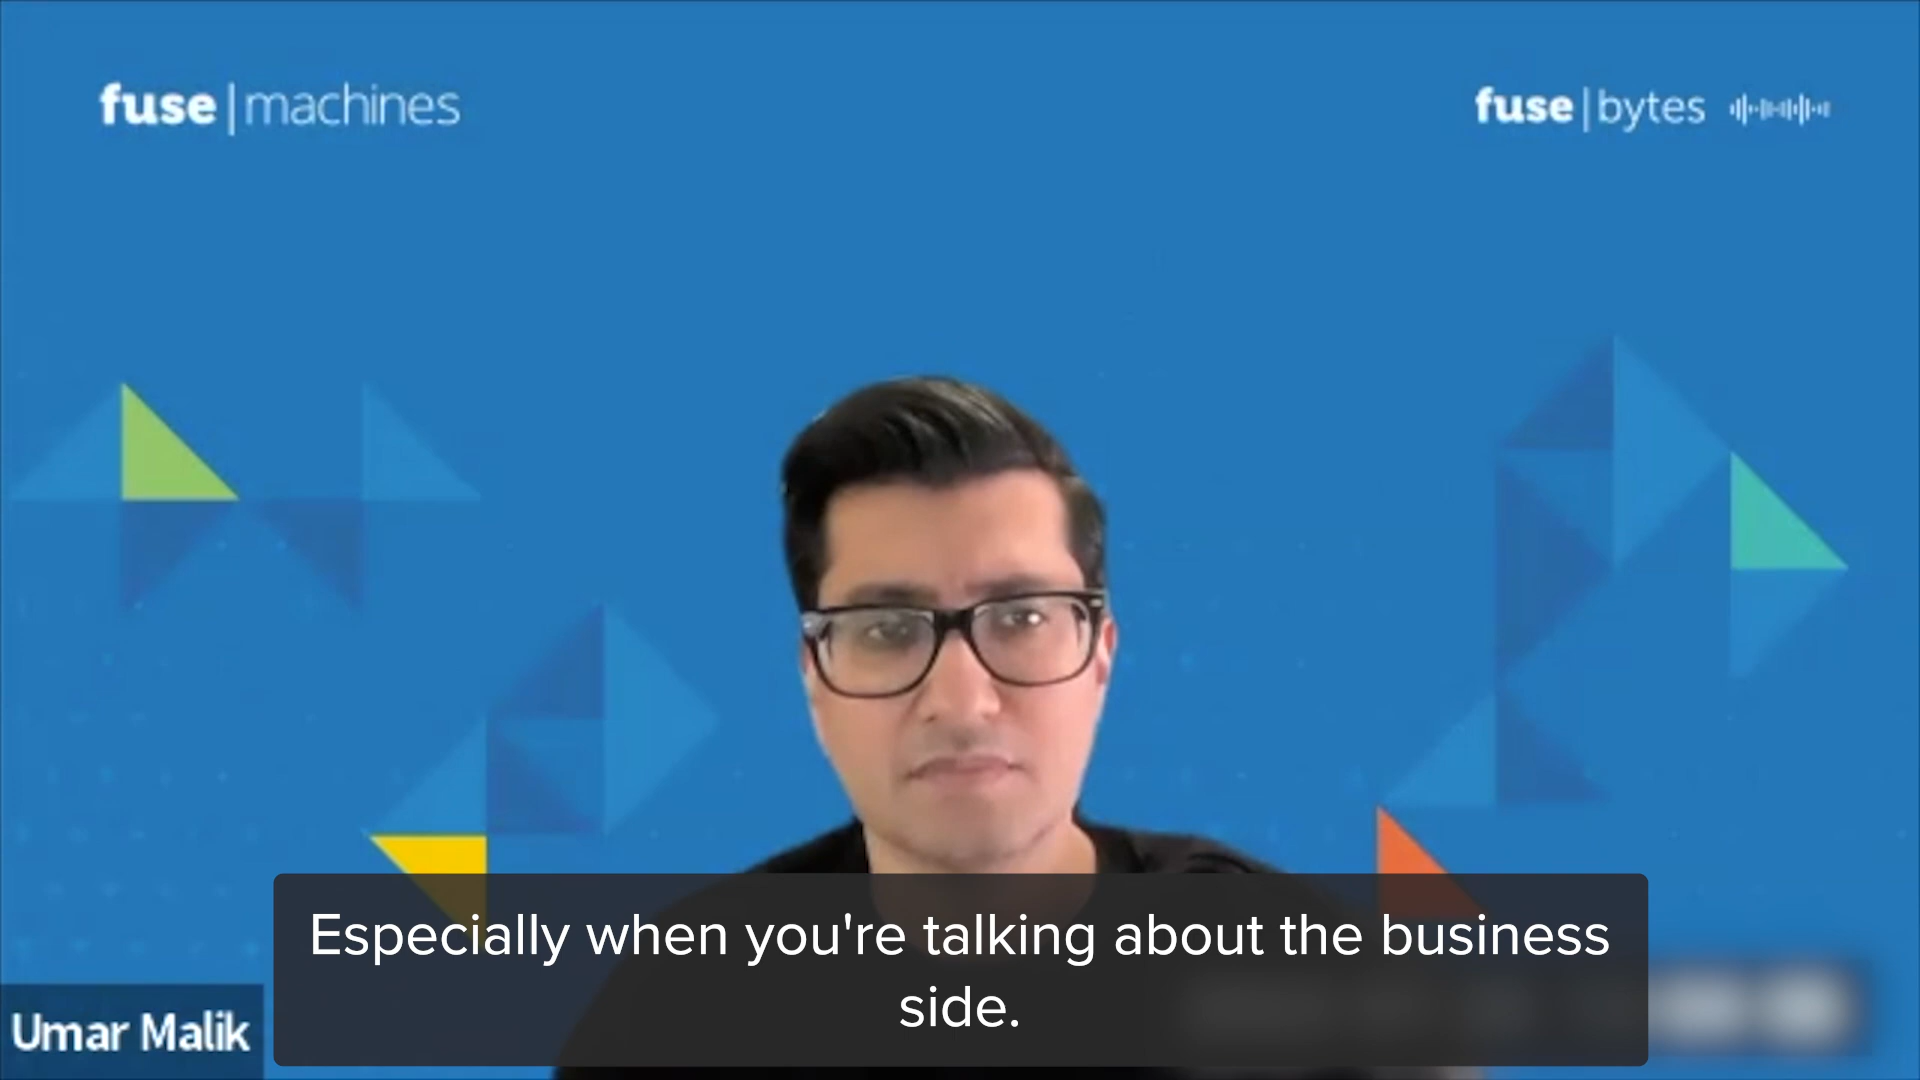 fuse|machines
fuse|bytes
Especially when you're talking about the business
side.
Umar Malik